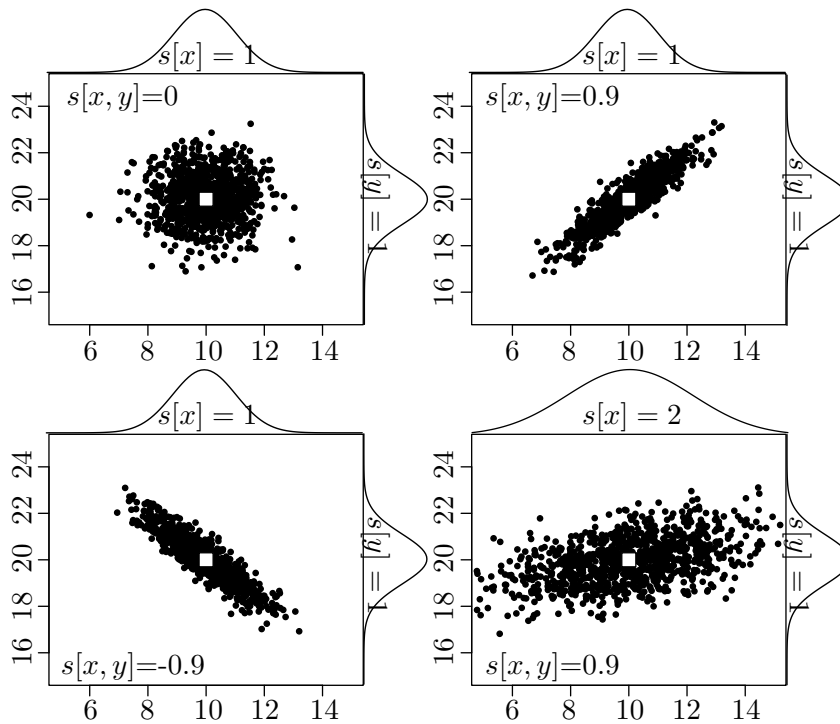 s[x] = 1
s[x, y]=0
24
22
20
18
16
s[y] = 1
6 8 10 12 14
s[x] = 1
s[x, y]=0.9
24
22
20
18
16
s[y] = 1
6 8 10 12 14
s[x] = 1
24
22
20
18
16
s[y] = 1
s[x, y]=-0.9
6 8 10 12 14
s[x] = 2
24
22
20
18
16
s[y] = 1
s[x, y]=0.9
6 8 10 12 14